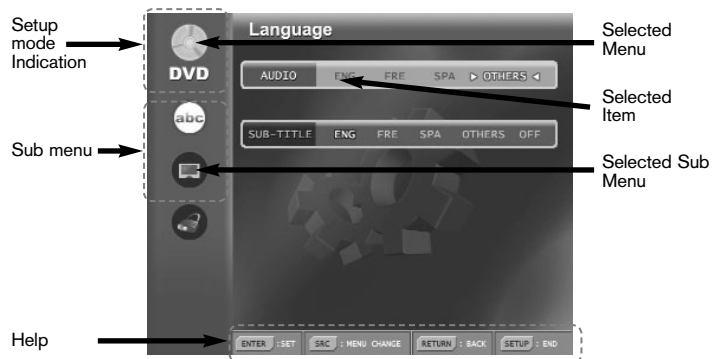 Setup
mode
Indication
Sub menu
Help
DVD
abc
Language
AUDIO ENG FRE SPA ▷ OTHERS ◁
SUB-TITLE ENG FRE SPA OTHERS OFF
ENTER : SET SRC : MENU CHANGE RETURN : BACK SETUP : END
Selected
Menu
Selected
Item
Selected Sub
Menu